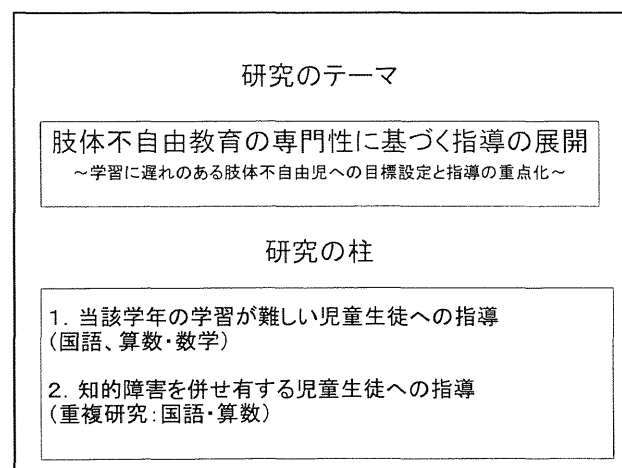 研究のテーマ
肢体不自由教育の専門性に基づく指導の展開
～学習に遅れのある肢体不自由児への目標設定と指導の重点化～
研究の柱
1. 当該学年の学習が難しい児童生徒への指導
(国語、算数・数学)
2. 知的障害を併せ有する児童生徒への指導
(重複研究:国語・算数)